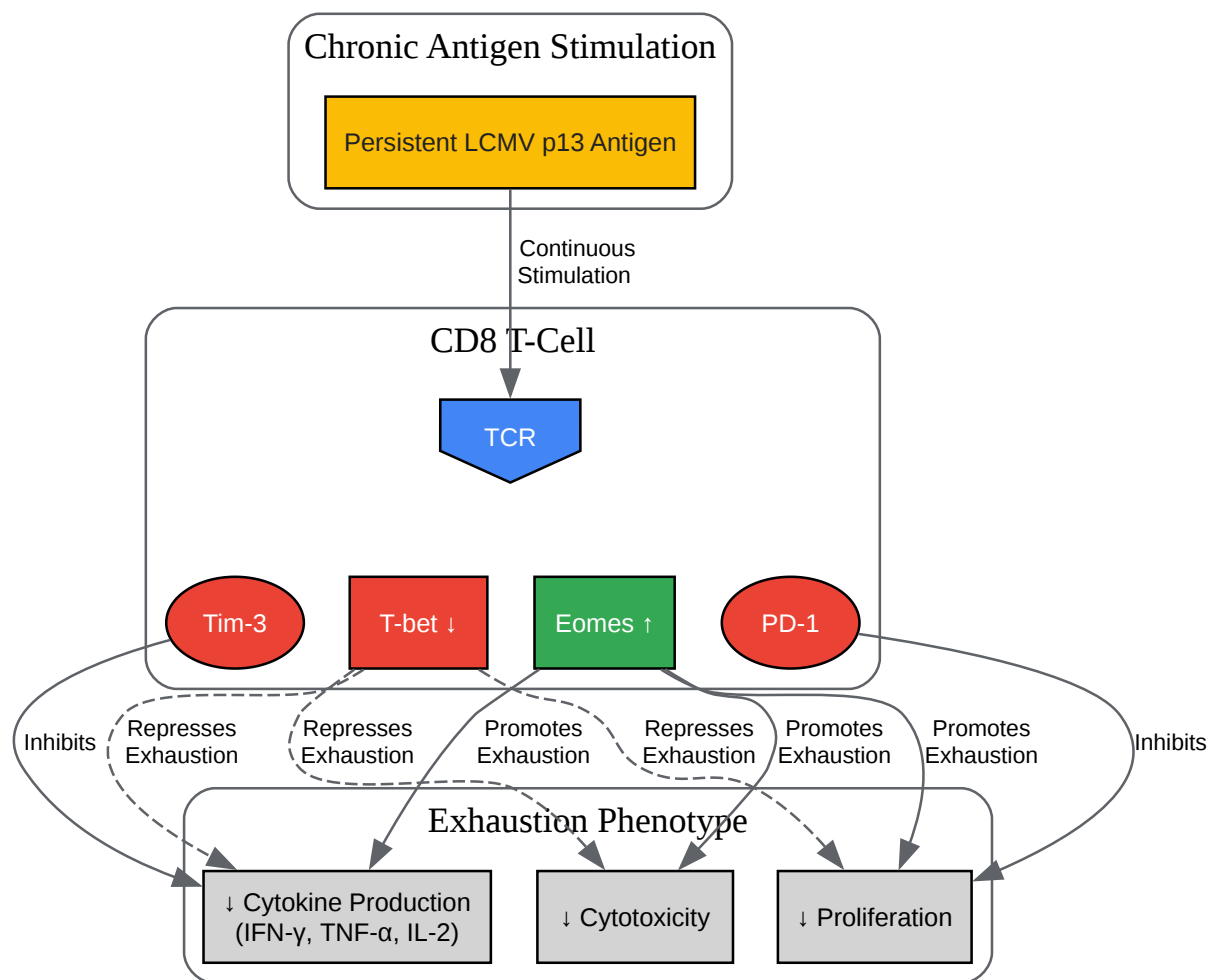 Chronic Antigen Stimulation
Persistent LCMV p13 Antigen
Continuous
Stimulation
CD8 T-Cell
TCR
Tim-3
T-bet ↓
Eomes ↑
PD-1
Inhibits
Represses
Exhaustion
Represses
Exhaustion
Promotes
Exhaustion
Represses
Exhaustion
Promotes
Exhaustion
Promotes
Exhaustion
Inhibits
Exhaustion Phenotype
↓ Cytokine Production
(IFN-γ, TNF-α, IL-2)
↓ Cytotoxicity
↓ Proliferation